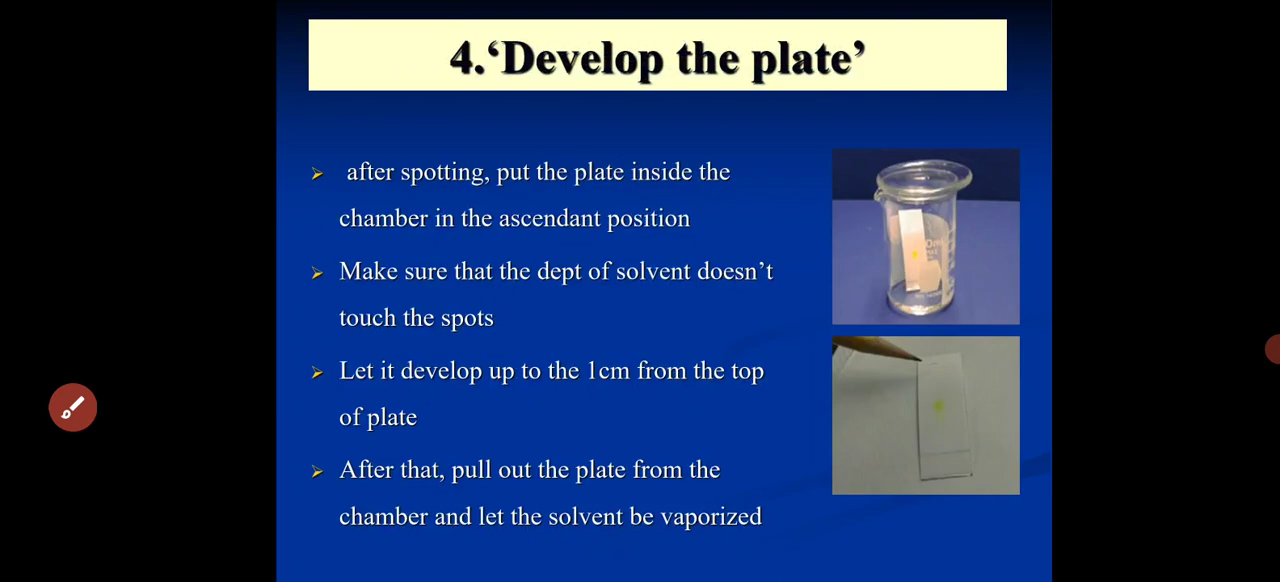 4.‘Develop the plate’
after spotting, put the plate inside the
chamber in the ascendant position
Make sure that the dept of solvent doesn’t
touch the spots
Let it develop up to the 1cm from the top
of plate
After that, pull out the plate from the
chamber and let the solvent be vaporized